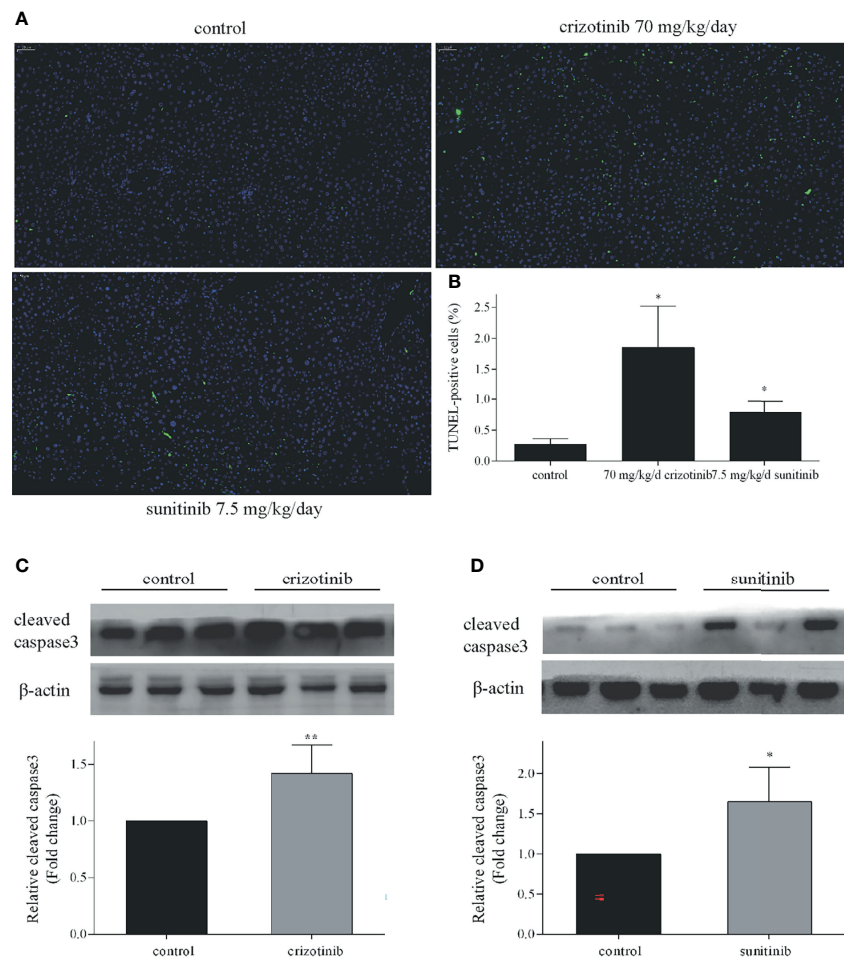 A
control
crizotinib 70 mg/kg/day
sunitinib 7.5 mg/kg/day
B
TUNEL-positive cells (%)
2.5
2.0
1.5
1.0
0.5
0.0
*
*
control
70 mg/kg/d crizotinib
7.5 mg/kg/d sunitinib
C
control
crizotinib
cleaved
caspase3
β-actin
Relative cleaved caspase3
(Fold change)
1.5
1.0
0.5
0.0
**
control
crizotinib
D
control
sunitinib
cleaved
caspase3
β-actin
Relative cleaved caspase3
(Fold change)
2.0
1.5
1.0
0.5
0.0
*
control
sunitinib